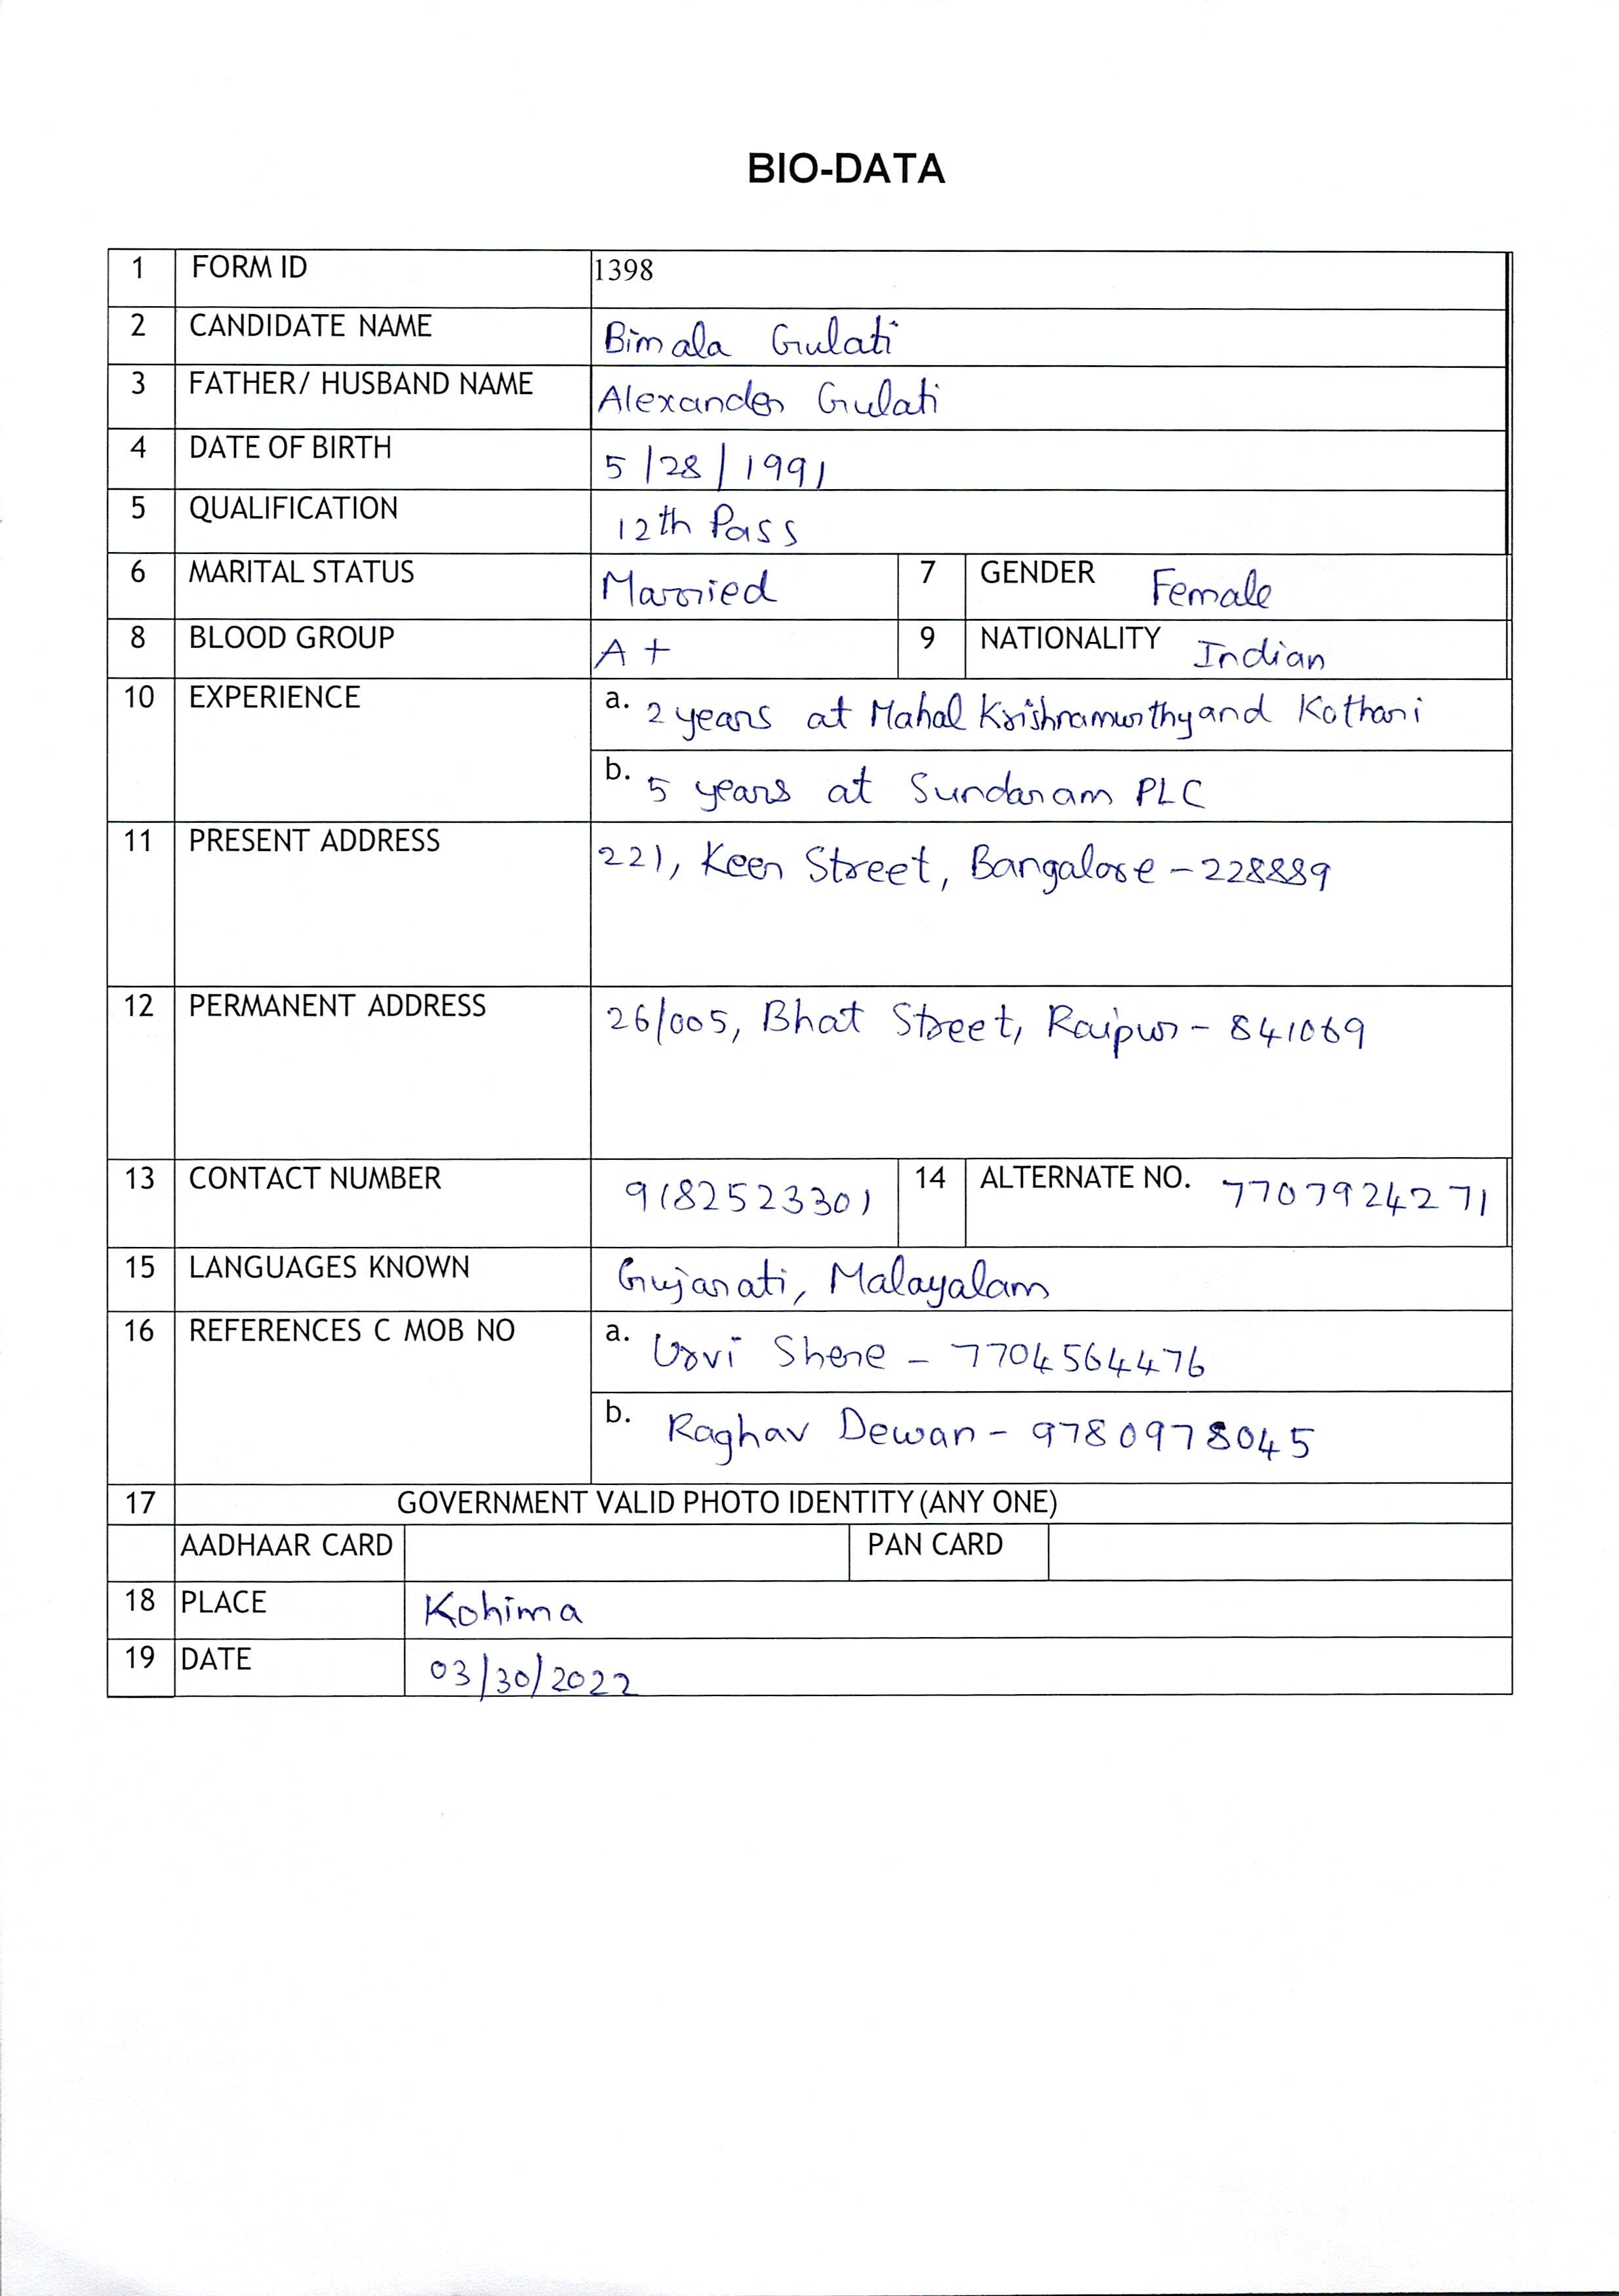 BIO-DATA
1 FORM ID 1398
2 CANDIDATE NAME Bimala Gulati
3 FATHER/ HUSBAND NAME Alexander Gulati
4 DATE OF BIRTH 5/28/1991
5 QUALIFICATION 12th Pass
6 MARITAL STATUS Married 7 GENDER Female
8 BLOOD GROUP A+ 9 NATIONALITY Indian
10 EXPERIENCE a. 2 years at Mahal Krishnamurthy and Kothari
b. 5 years at Sundaram PLC
11 PRESENT ADDRESS 221, Keer Street, Bangalore - 228889
12 PERMANENT ADDRESS 26/005, Bhat Street, Raipur - 841069
13 CONTACT NUMBER 9182523301 14 ALTERNATE NO. 7707924271
15 LANGUAGES KNOWN Gujarati, Malayalam
16 REFERENCES C MOB NO a. Urvi Shere - 7704564476
b. Raghav Dewan - 9780978045
17 GOVERNMENT VALID PHOTO IDENTITY (ANY ONE)
AADHAAR CARD PAN CARD
18 PLACE Kohima
19 DATE 03/30/2022